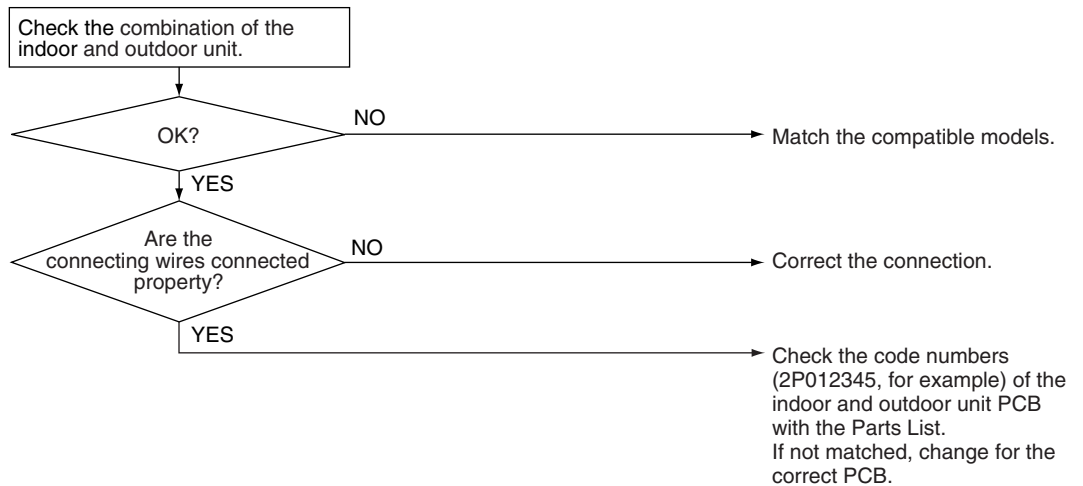 Check the combination of the
indoor and outdoor unit.
OK?
NO
Match the compatible models.
YES
Are the
connecting wires connected
property?
NO
Correct the connection.
YES
Check the code numbers
(2P012345, for example) of the
indoor and outdoor unit PCB
with the Parts List.
If not matched, change for the
correct PCB.